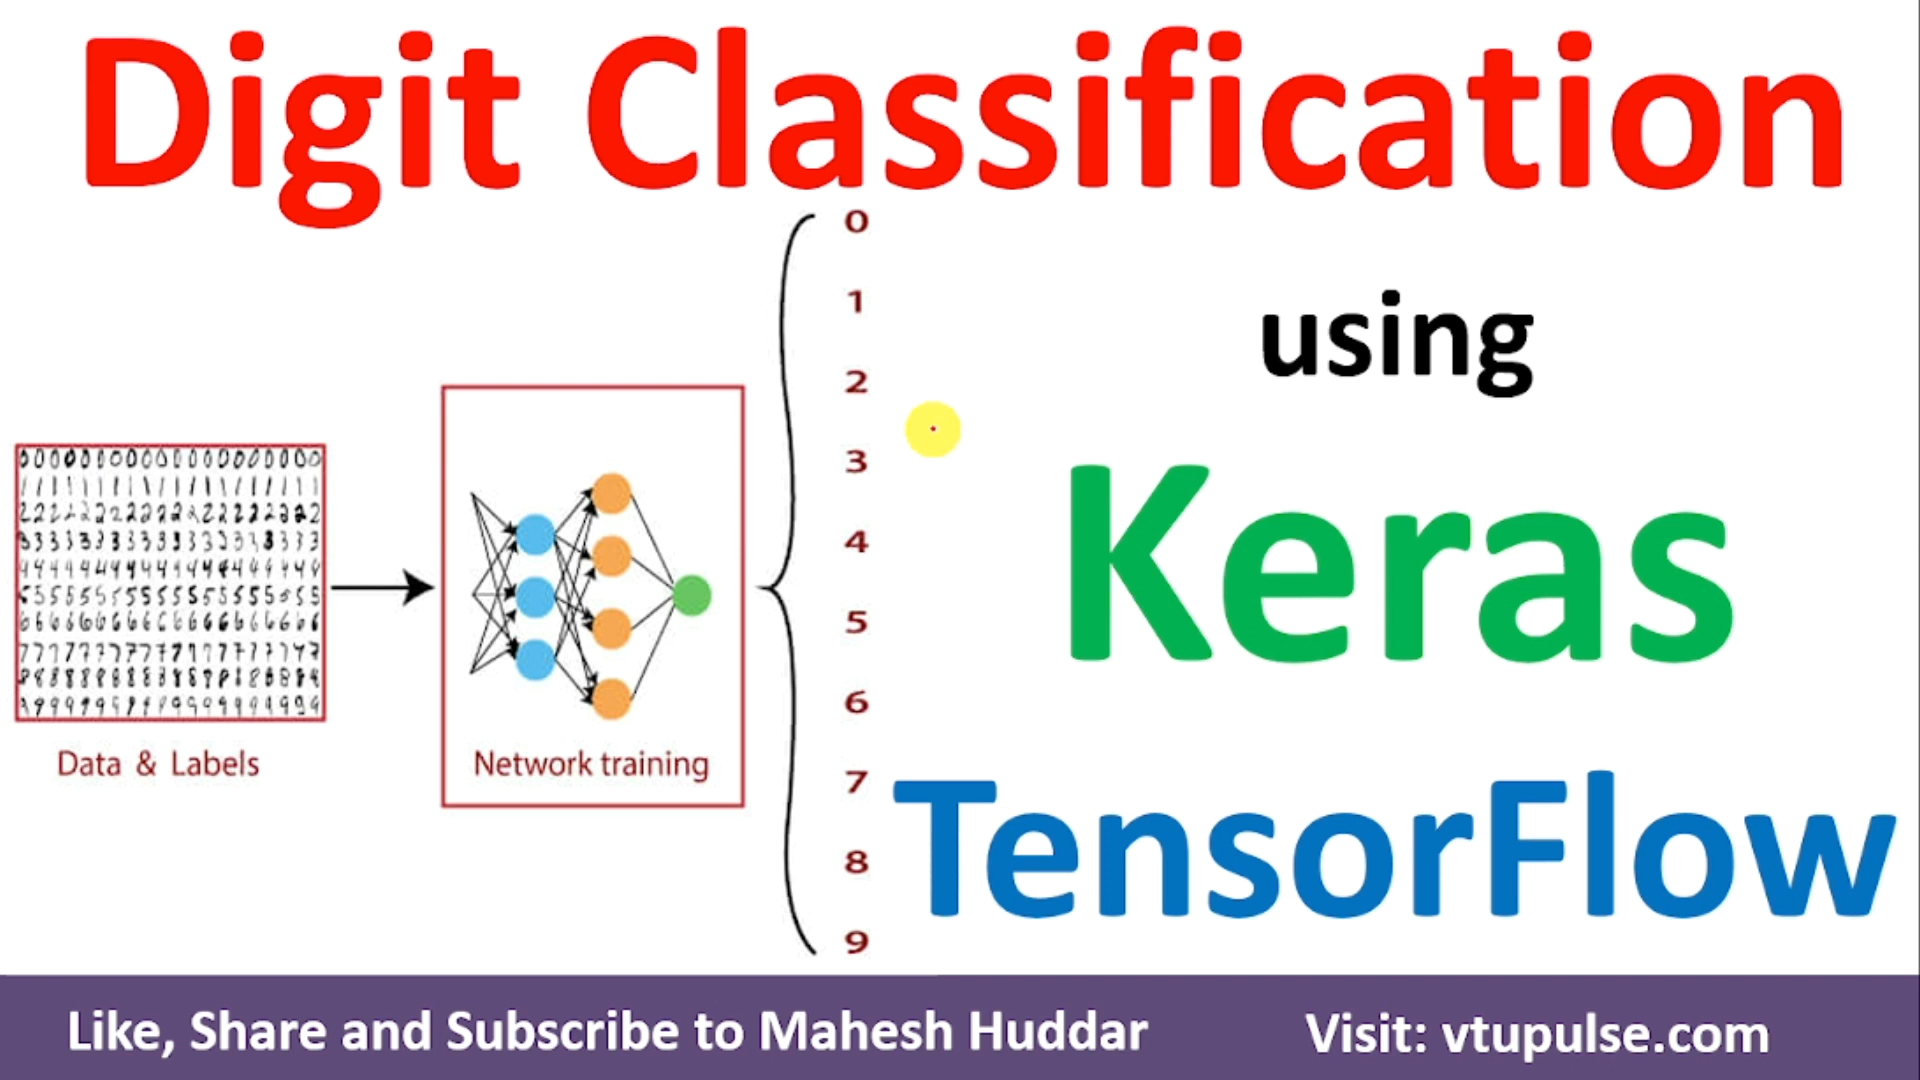 Digit Classification
using
Keras
TensorFlow
0
1
2
3
4
5
6
7
8
9
Data & Labels
Network training
Like, Share and Subscribe to Mahesh Huddar
Visit: vtupulse.com